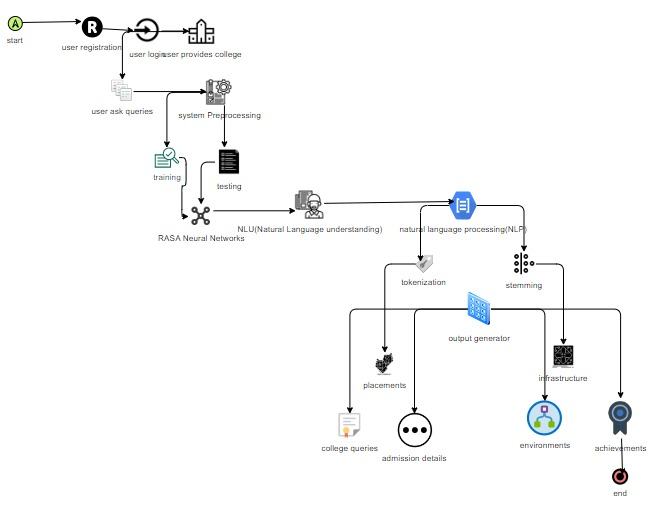 A
start
R
user registration
user login
user provides college
user ask queries
system Preprocessing
training
testing
RASA Neural Networks
NLU(Natural Language understanding)
natural language processing(NLP)
tokenization
stemming
output generator
placements
infrastructure
college queries
admission details
environments
achievements
end